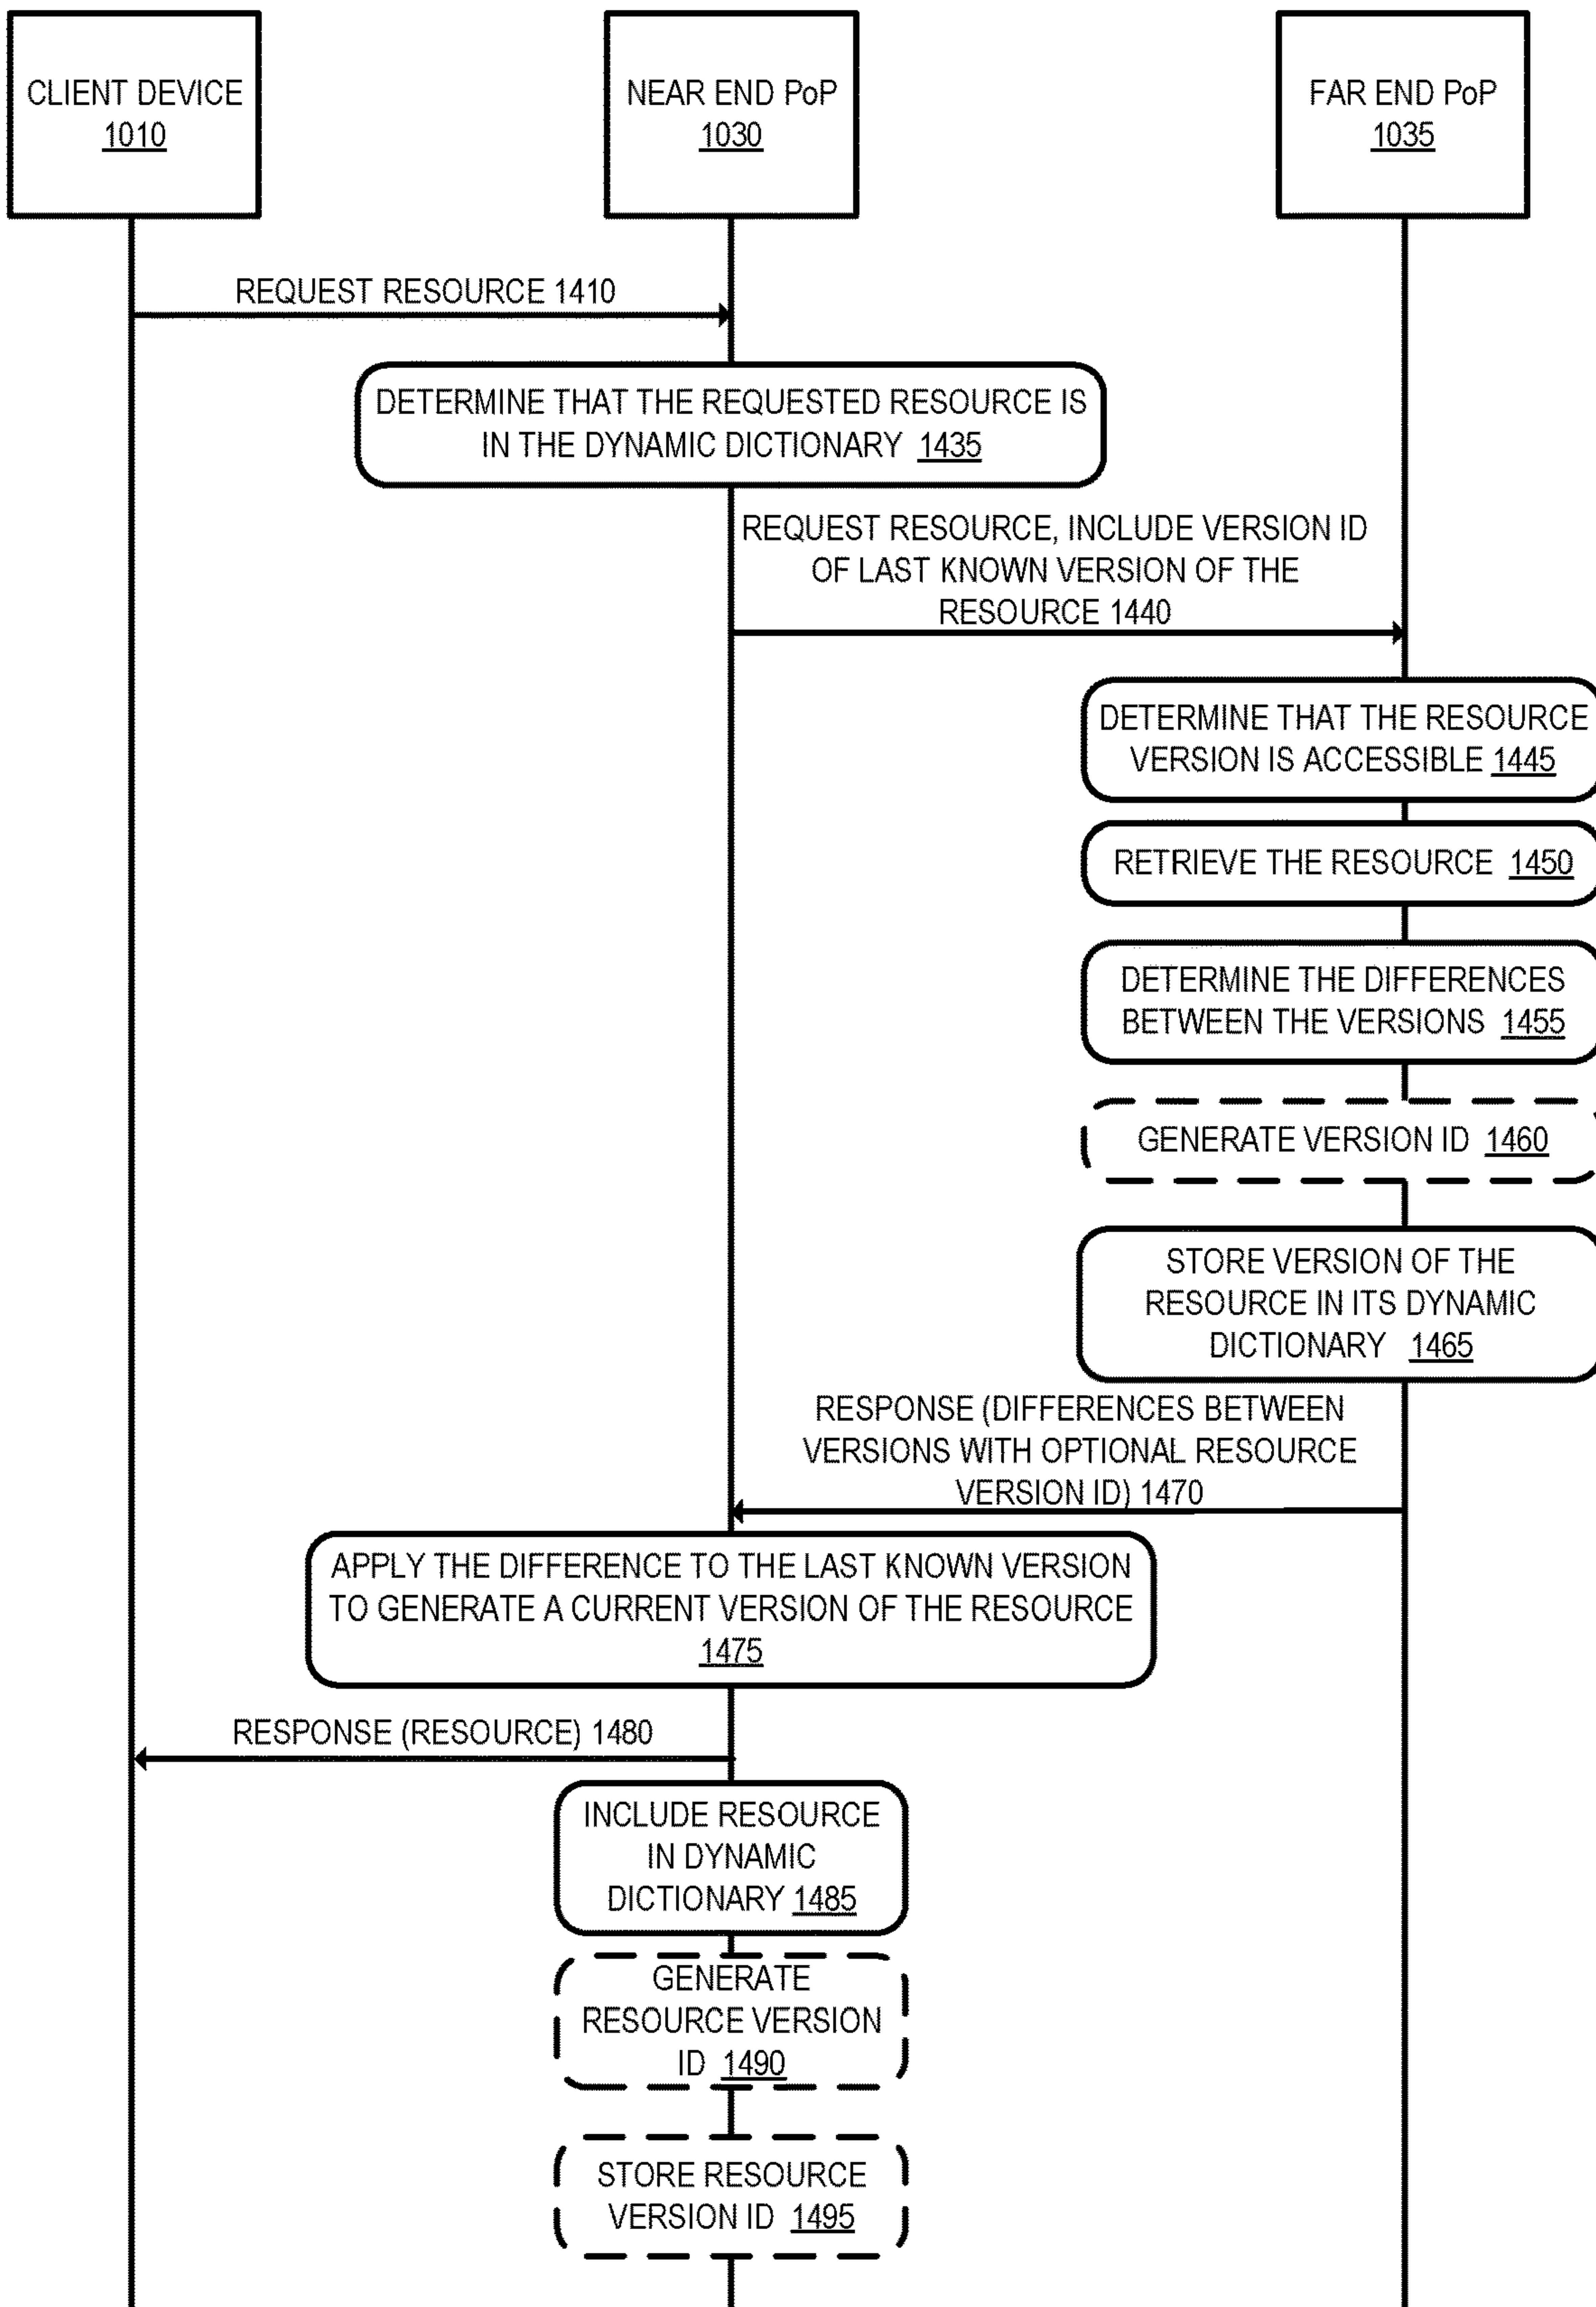 CLIENT DEVICE
1010
NEAR END PoP
1030
FAR END PoP
1035
REQUEST RESOURCE 1410
DETERMINE THAT THE REQUESTED RESOURCE IS
IN THE DYNAMIC DICTIONARY 1435
REQUEST RESOURCE, INCLUDE VERSION ID
OF LAST KNOWN VERSION OF THE
RESOURCE 1440
DETERMINE THAT THE RESOURCE
VERSION IS ACCESSIBLE 1445
RETRIEVE THE RESOURCE 1450
DETERMINE THE DIFFERENCES
BETWEEN THE VERSIONS 1455
GENERATE VERSION ID 1460
STORE VERSION OF THE
RESOURCE IN ITS DYNAMIC
DICTIONARY 1465
RESPONSE (DIFFERENCES BETWEEN
VERSIONS WITH OPTIONAL RESOURCE
VERSION ID) 1470
APPLY THE DIFFERENCE TO THE LAST KNOWN VERSION
TO GENERATE A CURRENT VERSION OF THE RESOURCE
1475
RESPONSE (RESOURCE) 1480
INCLUDE RESOURCE
IN DYNAMIC
DICTIONARY 1485
GENERATE
RESOURCE VERSION
ID 1490
STORE RESOURCE
VERSION ID 1495